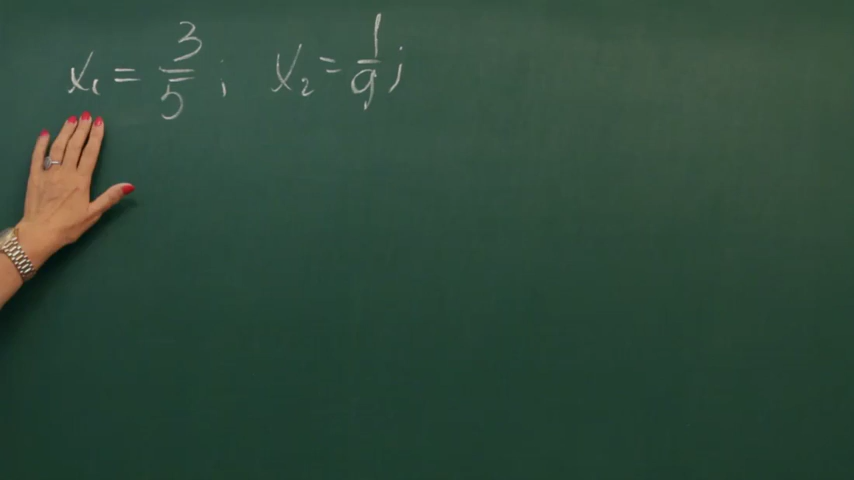 x₁ = 3/5 ; x₂ = 1/9 ;